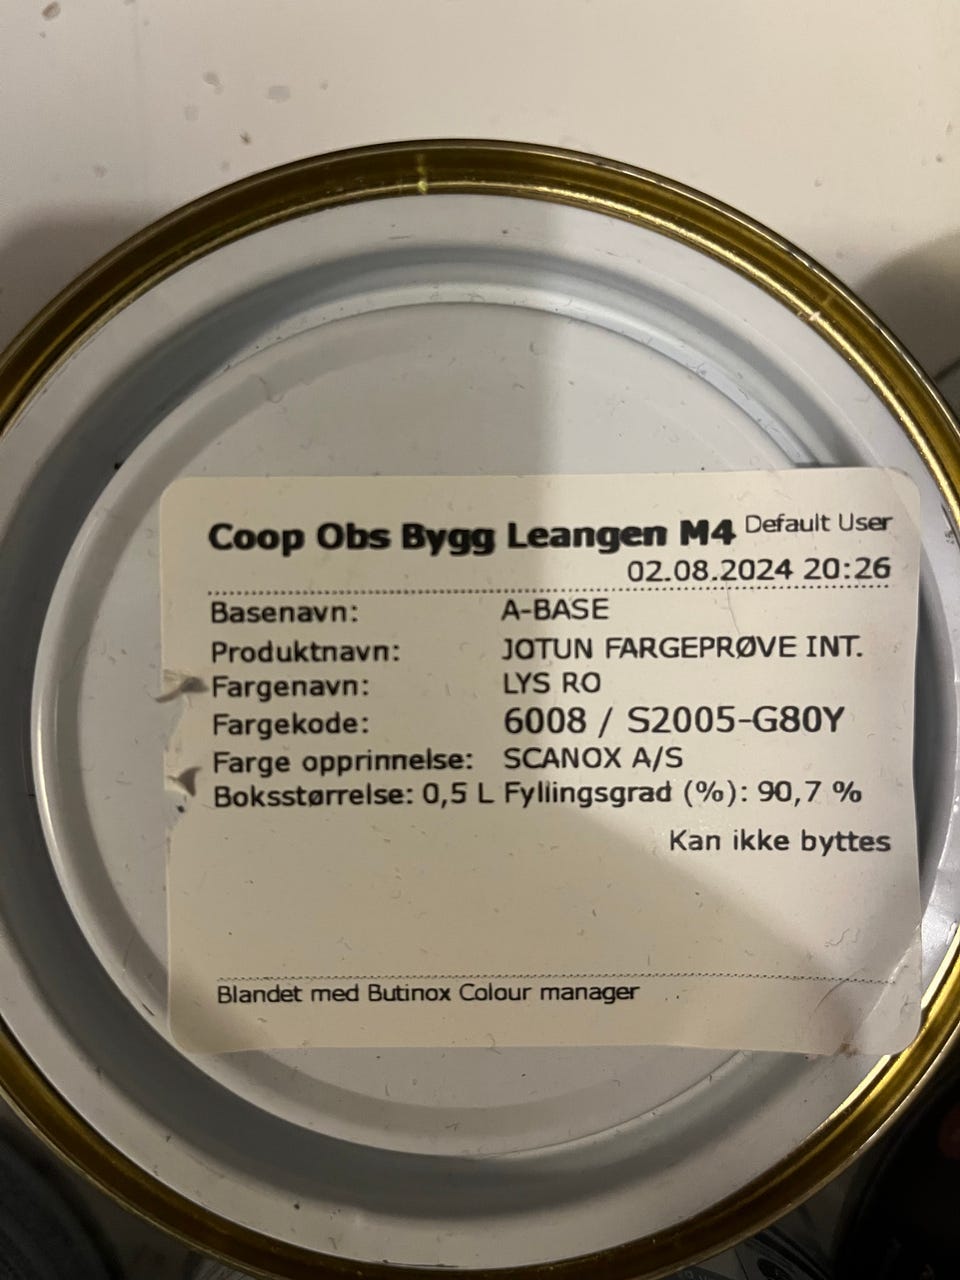 Coop Obs Bygg Leangen M4 Default User
02.08.2024 20:26
Basenavn: A-BASE
Produktnavn: JOTUN FARGEPRØVE INT.
Fargenavn: LYS RO
Fargekode: 6008 / S2005-G80Y
Farge opprinnelse: SCANOX A/S
Boksstørrelse: 0,5 L Fyllingsgrad (%): 90,7 %
Kan ikke byttes
Blandet med Butinox Colour manager